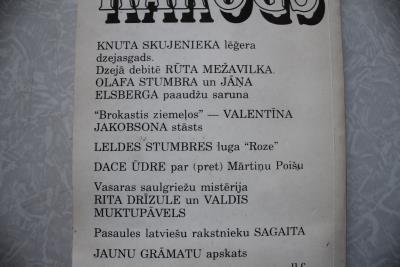 KAROGS
KNUTA SKUJENIEKA lēģera
dzejasgads.
Dzejā debitē RŪTA MEŽAVILKA.
OLAFA STUMBRA un JĀŅA
ELSBERGA paaudžu saruna
"Brokastis ziemeļos" — VALENTĪNA
JAKOBSONA stāsts
LELDES STUMBRES luga "Roze"
DACE ŪDRE par (pret) Mārtiņu Poišu
Vasaras saulgriežu mistērija
RITA DRĪZULE un VALDIS
MUKTUPĀVELS
Pasaules latviešu rakstnieku SAGAITA
JAUNU GRĀMATU apskats